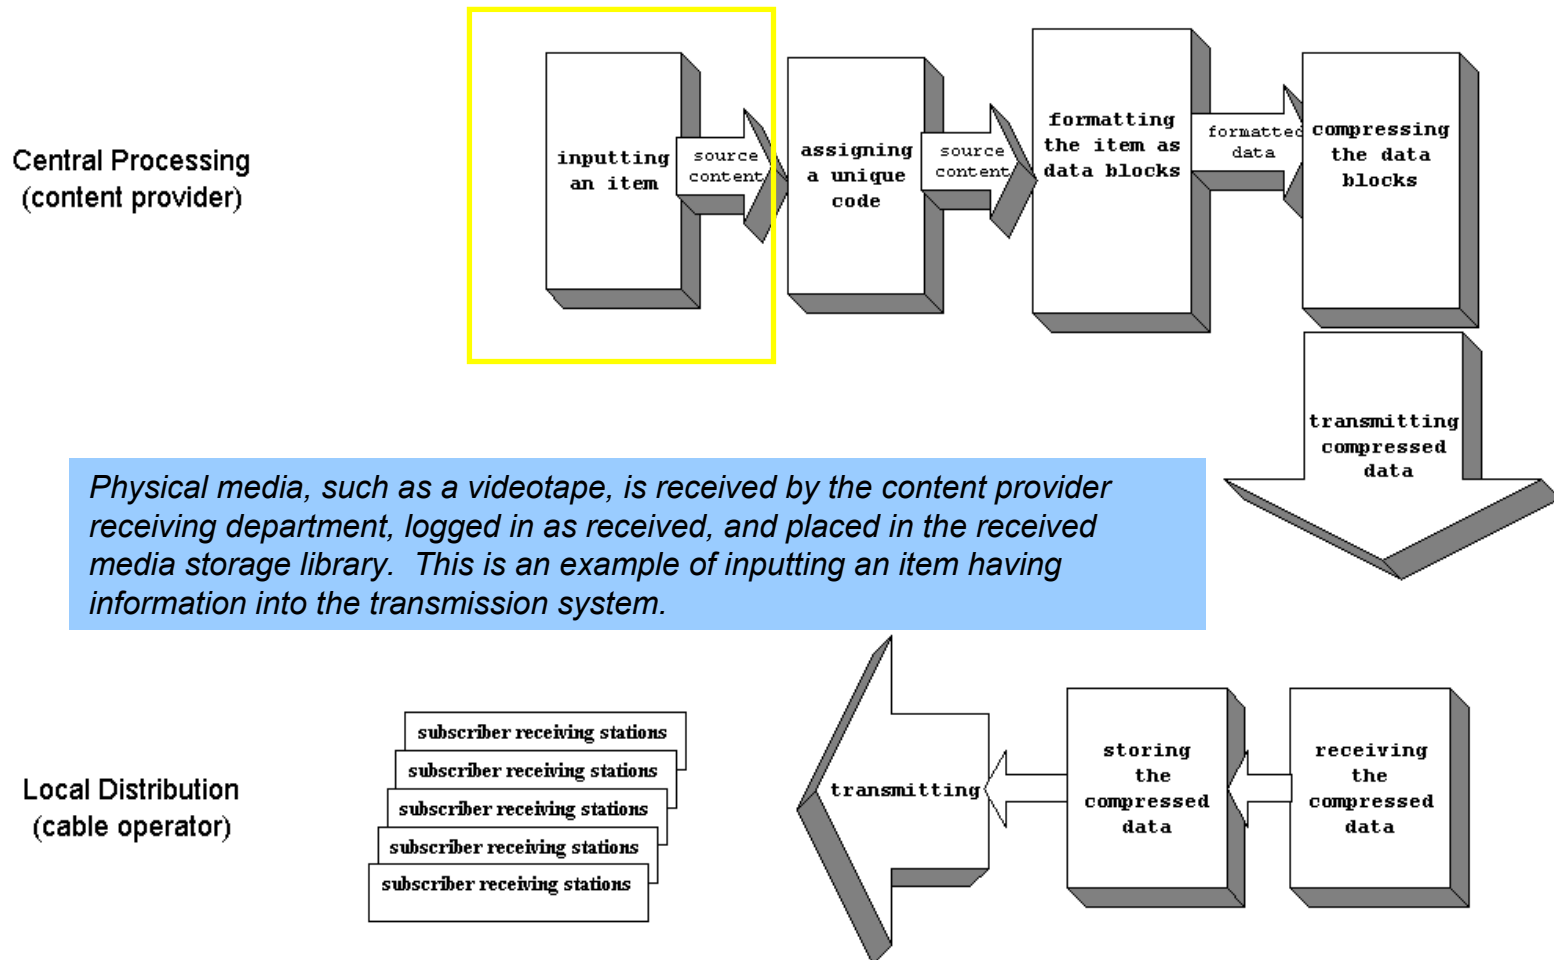 Central Processing
(content provider)
inputting
an item
source
content
assigning
a unique
code
source
content
formatting
the item as
data blocks
formatted
data
compressing
the data
blocks
transmitting
compressed
data
Physical media, such as a videotape, is received by the content provider
receiving department, logged in as received, and placed in the received
media storage library. This is an example of inputting an item having
information into the transmission system.
Local Distribution
(cable operator)
subscriber receiving stations
subscriber receiving stations
subscriber receiving stations
subscriber receiving stations
subscriber receiving stations
transmitting
storing
the
compressed
data
receiving
the
compressed
data